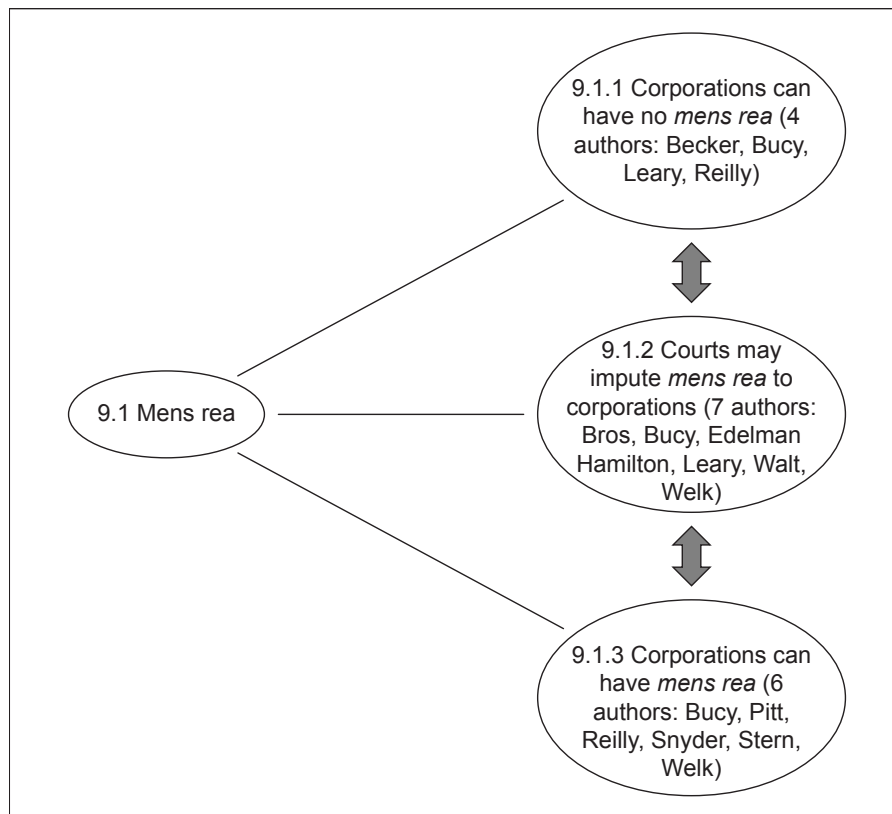 9.1.1 Corporations can
have no mens rea (4
authors: Becker, Bucy,
Leary, Reilly)
9.1 Mens rea
9.1.2 Courts may
impute mens rea to
corporations (7 authors:
Bros, Bucy, Edelman
Hamilton, Leary, Walt,
Welk)
9.1.3 Corporations can
have mens rea (6
authors: Bucy, Pitt,
Reilly, Snyder, Stern,
Welk)